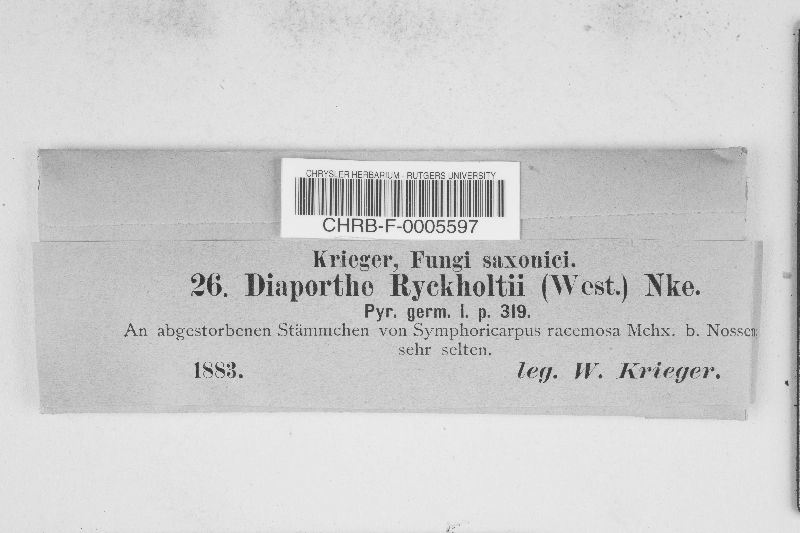 CHRYSLER HERBARIUM - RUTGERS UNIVERSITY
CHRB-F-0005597
Krieger, Fungi saxonici.
26. Diaporthe Ryckholtii (West.) Nke.
Pyr. germ. I. p. 319.
An abgestorbenen Stämmchen von Symphoricarpus racemosa Mchx. b. Nossen
sehr selten.
1883. leg. W. Krieger.